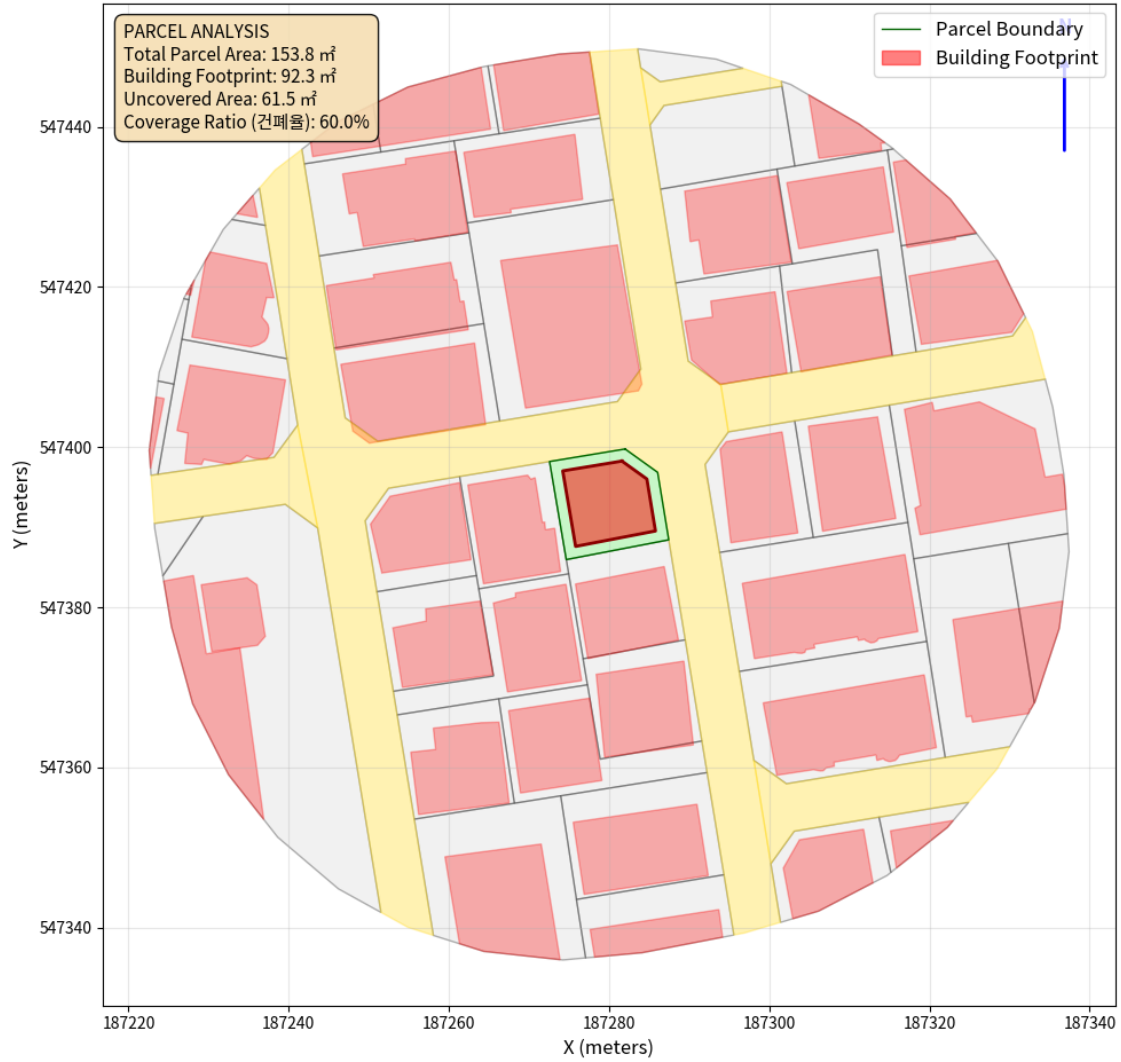 PARCEL ANALYSIS
Total Parcel Area: 153.8 ㎡
Building Footprint: 92.3 ㎡
Uncovered Area: 61.5 ㎡
Coverage Ratio (건폐율): 60.0%
N
Parcel Boundary
Building Footprint
547440
547420
547400
547380
547360
547340
Y (meters)
187220 187240 187260 187280 187300 187320 187340
X (meters)